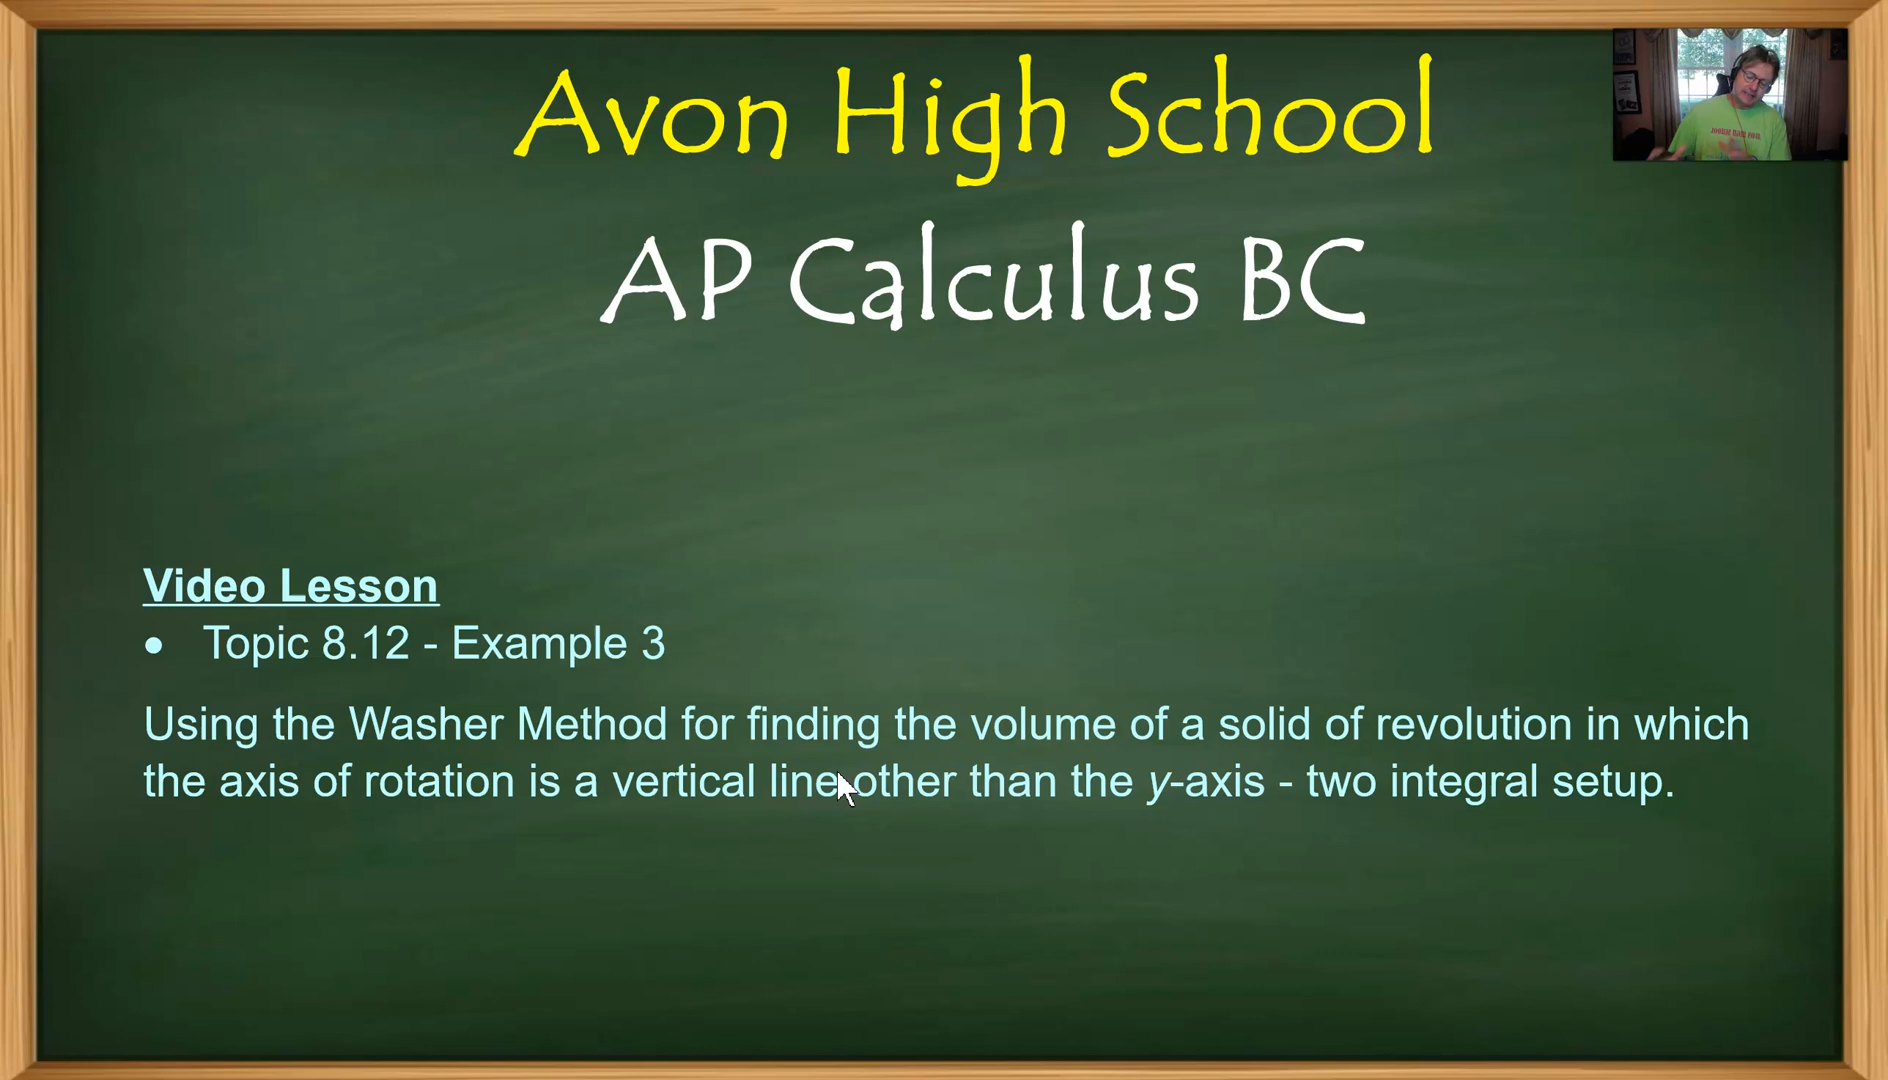 Avon High School
AP Calculus BC
Video Lesson
• Topic 8.12 - Example 3
Using the Washer Method for finding the volume of a solid of revolution in which
the axis of rotation is a vertical line other than the y-axis - two integral setup.